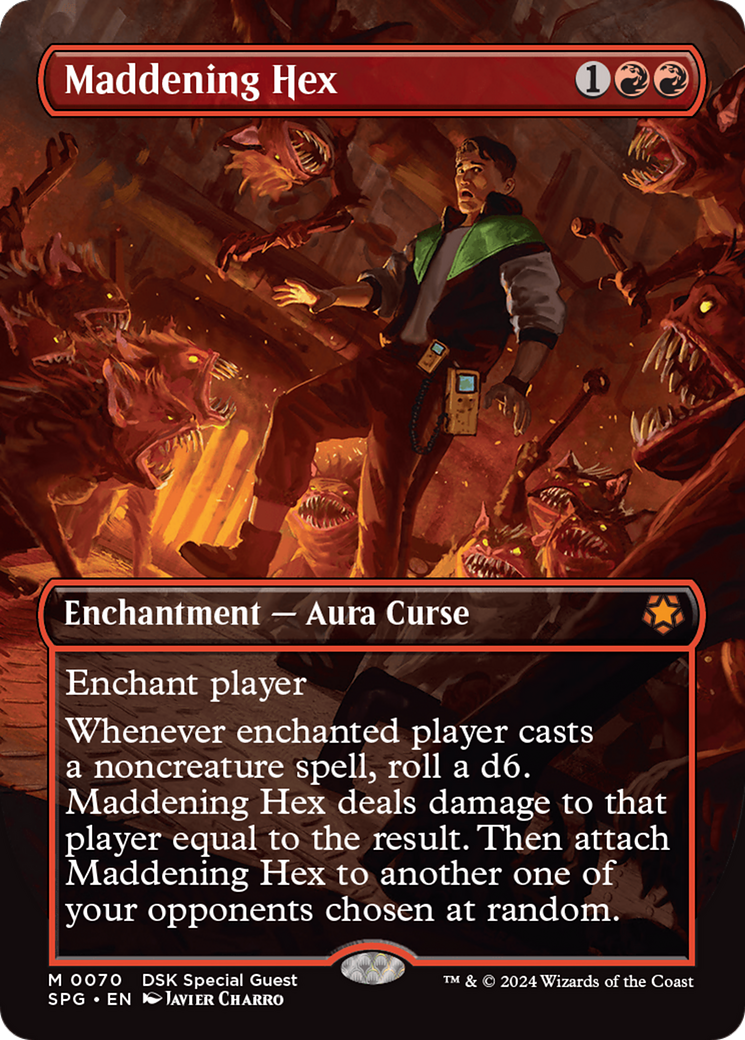 Maddening Hex 1
Enchantment — Aura Curse
Enchant player
Whenever enchanted player casts
a noncreature spell, roll a d6.
Maddening Hex deals damage to that
player equal to the result. Then attach
Maddening Hex to another one of
your opponents chosen at random.
M 0070 DSK Special Guest
SPG • EN Javier Charro
™ & © 2024 Wizards of the Coast